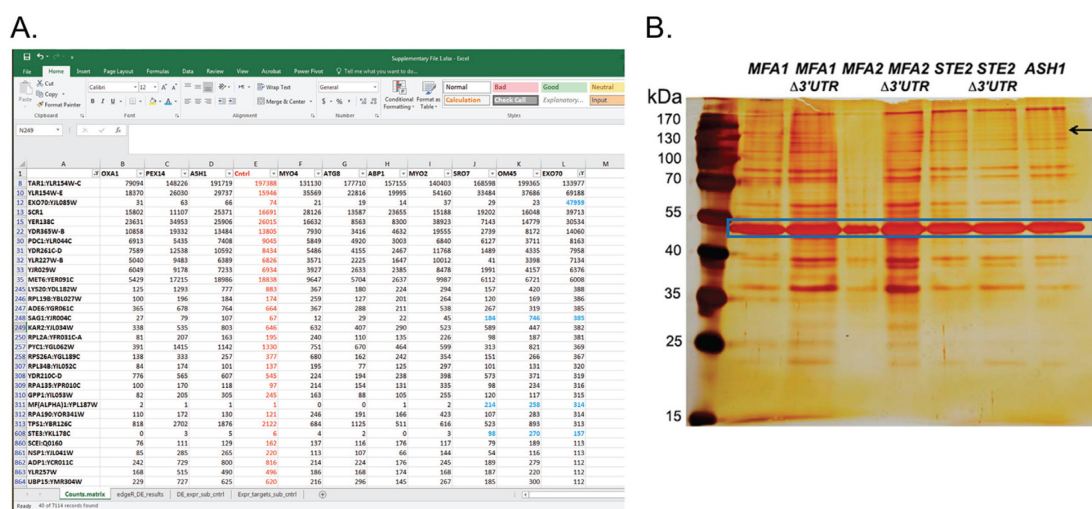 A.
B.
Supplementary File 1.xlsx - Excel
File Home Insert Page Layout Formulas Data Review View Acrobat Power Pivot Tell me what you want to do...
Cut
Copy
Format Painter
Paste
Clipboard
Calibri 12
Font
Wrap Text
Merge & Center
Alignment
General
Number
Conditional Formatting
Format as Table
Normal Bad Good Neutral
Calculation Check Cell Explanatory... Input
Styles
N249
A B C D E F G H I J K L M
1 OXA1 PEX14 ASH1 Cntrl MYO4 ATG8 ABP1 MYO2 SRO7 OM45 EXO70
8 TAR1:YLR154W-C 79094 148226 191719 197388 131130 177710 157155 140403 168598 199365 133977
10 YLR154W-E 18370 26030 29737 15946 35569 22816 19995 54160 33484 37686 69188
12 EXO70:YJL085W 31 63 66 74 21 19 14 37 29 23 47959
13 SCR1 15802 11107 25371 16691 28126 13587 23655 15188 19202 16048 39713
15 YER138C 23631 34953 25906 26015 16632 8563 8300 38923 7143 14779 30534
22 YDR365W-B 10858 19332 13484 13805 7930 3416 4632 19555 2739 8172 14060
30 PDC1:YLR044C 6913 5435 7408 9045 5849 4920 3003 6840 6127 3711 8163
31 YDR261C-D 7589 12538 10592 8434 5486 4155 2467 11768 1489 4335 7958
32 YLR227W-B 5040 9483 6389 6826 3571 2225 1647 10012 41 3398 7134
33 YJR029W 6049 9178 7233 6934 3927 2633 2385 8478 1991 4157 6376
35 MET6:YER091C 5429 17215 18986 18838 9647 5704 2637 9987 6112 6721 6008
245 LYS20:YDL182W 125 1293 777 883 367 180 224 294 157 420 388
246 RPL19B:YBL027W 100 196 184 174 259 127 201 264 120 169 386
247 ADE6:YGR061C 365 678 764 664 367 288 211 538 267 319 385
248 SAG1:YJR004C 27 79 107 67 12 29 22 45 184 746 385
249 KAR2:YJL034W 338 535 803 646 632 407 290 523 589 447 382
250 RPL2A:YFR031C-A 81 207 163 195 240 110 135 226 98 187 381
257 PYC1:YGL062W 391 1415 1142 1330 751 670 464 599 313 821 369
258 RPS26A:YGL189C 138 333 257 377 680 162 242 354 151 266 367
307 RPL34B:YIL052C 84 174 101 137 195 77 125 297 101 131 320
308 YDR210C-D 776 565 607 545 224 194 238 398 573 371 319
309 RPA135:YPR010C 100 170 118 97 214 154 131 335 98 234 316
310 GPP1:YIL053W 82 205 305 245 163 88 105 255 120 117 315
311 MF(ALPHA)1:YPL187W 2 1 1 1 0 0 1 2 214 258 314
312 RPA190:YOR341W 110 172 130 121 246 191 166 423 107 283 314
313 TPS1:YBR126C 818 2702 1876 2122 684 1125 511 616 523 893 313
608 STE3:YKL178C 0 3 5 6 4 2 0 3 98 270 157
860 SCEI:Q0160 76 111 129 162 137 116 176 117 79 189 113
861 NSP1:YJL041W 85 285 265 220 113 107 66 144 54 116 113
862 ADP1:YCR011C 242 729 800 816 214 224 176 245 189 279 112
863 YLR257W 168 515 490 496 186 168 174 168 187 220 112
864 UBP15:YMR304W 229 727 625 620 216 296 145 267 185 300 112
Counts.matrix edgeR_DE_results DE_expr_sub_cntrl Expr_targets_sub_cntrl
Ready 40 of 7114 records found
MFA1 MFA1 MFA2 MFA2 STE2 STE2 ASH1
Δ3'UTR Δ3'UTR Δ3'UTR
kDa
170
130
100
70
55
40
35
25
15